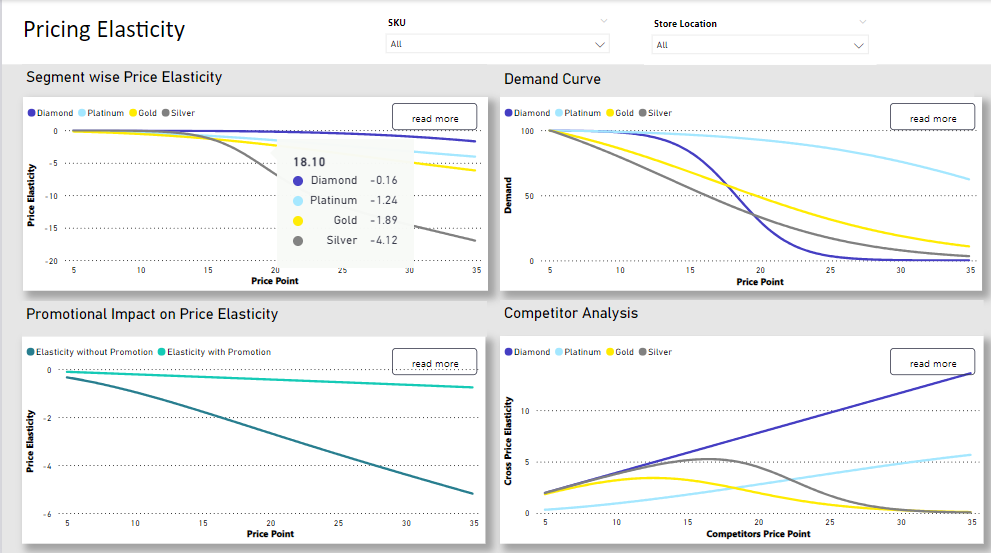 Pricing Elasticity
SKU
All
Store Location
All
Segment wise Price Elasticity
Diamond Platinum Gold Silver
read more
Price Elasticity
0
-5
-10
-15
-20
18.10
Diamond -0.16
Platinum -1.24
Gold -1.89
Silver -4.12
5 10 15 20 25 30 35
Price Point
Demand Curve
Diamond Platinum Gold Silver
read more
Demand
100
50
0
5 10 15 20 25 30 35
Price Point
Promotional Impact on Price Elasticity
Elasticity without Promotion Elasticity with Promotion
read more
Price Elasticity
0
-2
-4
-6
5 10 15 20 25 30 35
Price Point
Competitor Analysis
Diamond Platinum Gold Silver
read more
Cross Price Elasticity
10
5
0
5 10 15 20 25 30 35
Competitors Price Point